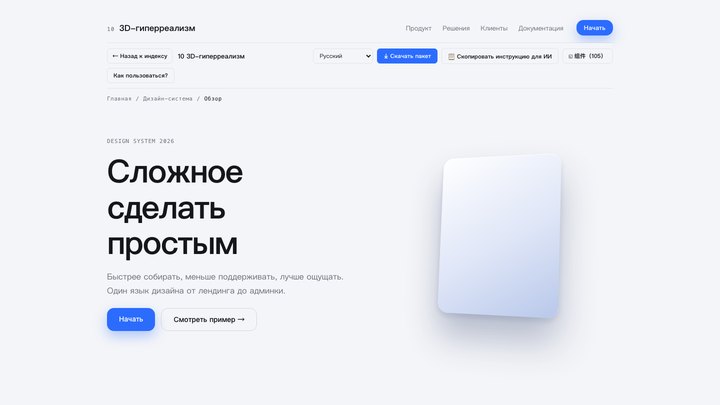 10 3D-гиперреализм
Продукт Решения Клиенты Документация Начать
← Назад к индексу 10 3D-гиперреализм Русский Скачать пакет Скопировать инструкцию для ИИ 组件 (105)
Как пользоваться?
Главная / Дизайн-система / Обзор
DESIGN SYSTEM 2026
Сложное
сделать
простым
Быстрее собирать, меньше поддерживать, лучше ощущать.
Один язык дизайна от лендинга до админки.
Начать Смотреть пример →